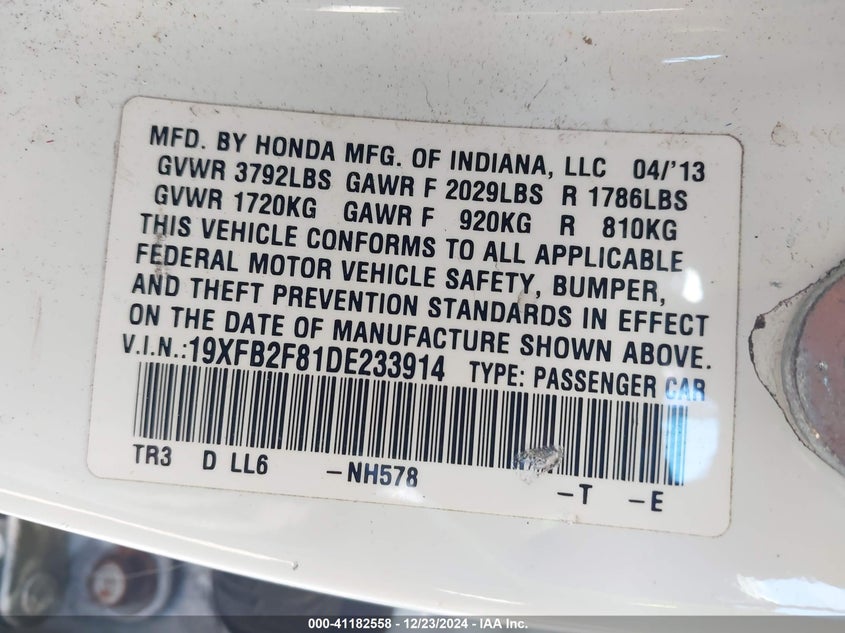 MFD. BY HONDA MFG. OF INDIANA, LLC 04/'13
GVWR 3792LBS GAWR F 2029LBS R 1786LBS
GVWR 1720KG GAWR F 920KG R 810KG
THIS VEHICLE CONFORMS TO ALL APPLICABLE
FEDERAL MOTOR VEHICLE SAFETY, BUMPER,
AND THEFT PREVENTION STANDARDS IN EFFECT
ON THE DATE OF MANUFACTURE SHOWN ABOVE.
V.I.N.:19XFB2F81DE233914 TYPE: PASSENGER CAR
TR3 D LL6 -NH578 -T -E
000-41182558 - 12/23/2024 - IAA Inc.